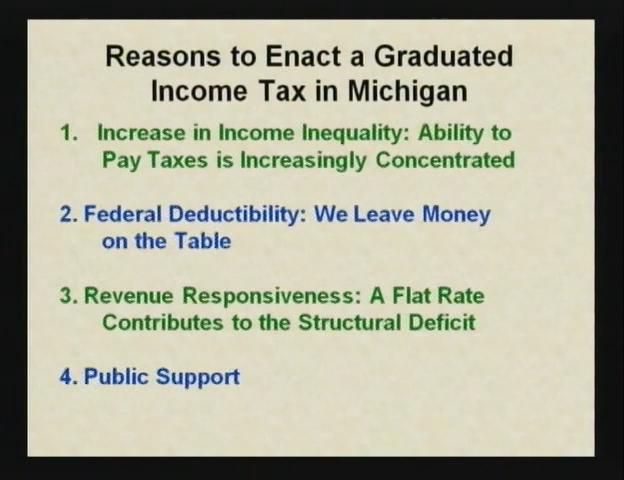 Reasons to Enact a Graduated
Income Tax in Michigan
1. Increase in Income Inequality: Ability to
Pay Taxes is Increasingly Concentrated
2. Federal Deductibility: We Leave Money
on the Table
3. Revenue Responsiveness: A Flat Rate
Contributes to the Structural Deficit
4. Public Support